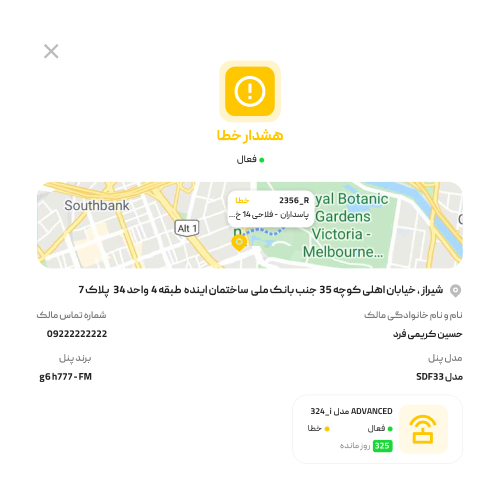 هشدار خطا
فعال
Southbank
Alt 1
2356_R
خطا
پاسداران - فلاحی14 خ...
yal Botanic
Gardens
Victoria -
Melbourne...
شیراز ، خیابان اهلی کوچه 35 جنب بانک ملی ساختمان آینده طبقه 4 واحد 34 پلاک 7
نام و نام خانوادگی مالک
شماره تماس مالک
حسین کریمی فرد
09222222222
مدل پنل
برند پنل
مدل SDF33
g6 h777 - FM
ADVANCED مدل 324_i
فعال
خطا
325 روز مانده